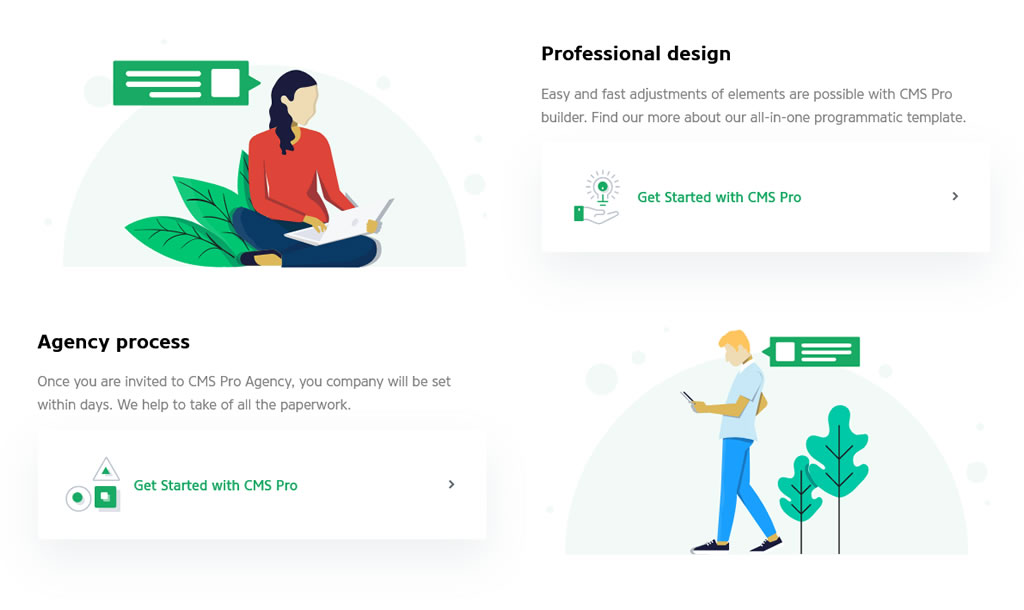 Professional design
Easy and fast adjustments of elements are possible with CMS Pro
builder. Find our more about our all-in-one programmatic template.
Get Started with CMS Pro
Agency process
Once you are invited to CMS Pro Agency, you company will be set
within days. We help to take of all the paperwork.
Get Started with CMS Pro